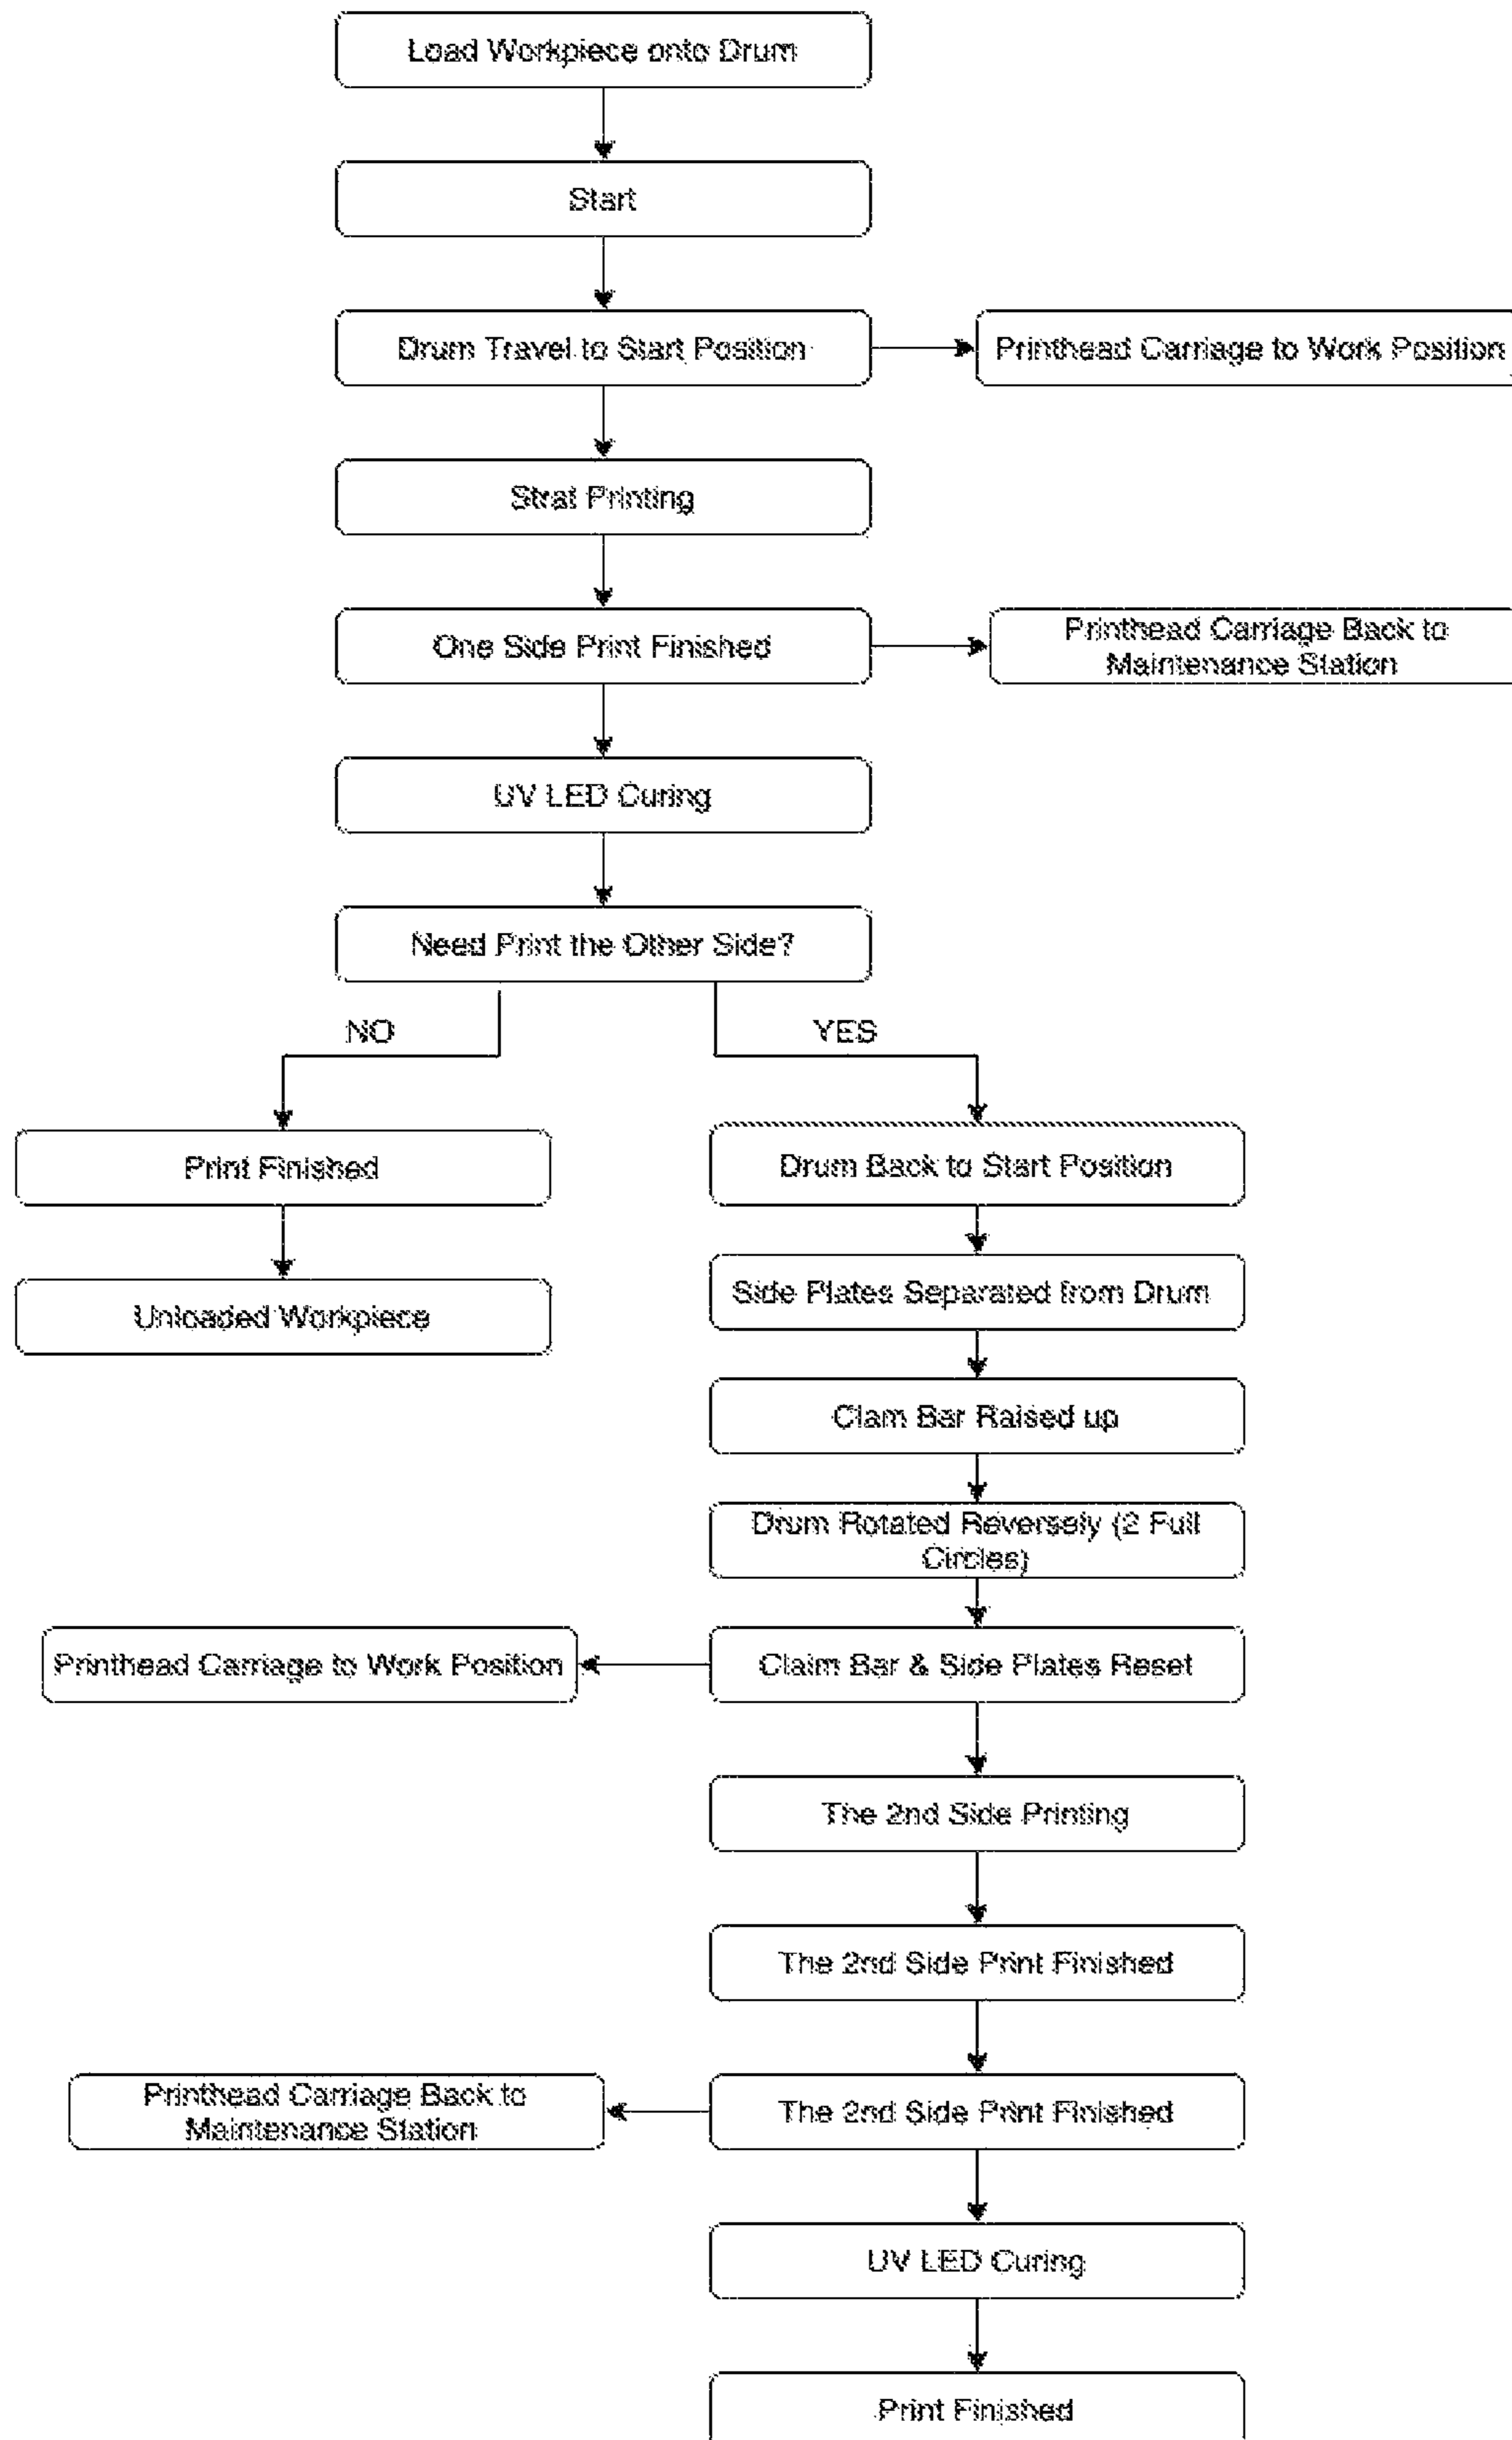 Load Workpiece onto Drum
Start
Drum Travel to Start Position
Printhead Carriage to Work Position
Strat Printing
One Side Print Finished
Printhead Carriage Back to
Maintenance Station
UV LED Curing
Need Print the Other Side?
NO
YES
Print Finished
Drum Back to Start Position
Unloaded Workpiece
Side Plates Separated from Drum
Clam Bar Raised up
Drum Rotated Reversely (2 Full
Circles)
Printhead Carriage to Work Position
Claim Bar & Side Plates Reset
The 2nd Side Printing
The 2nd Side Print Finished
Printhead Carriage Back to
Maintenance Station
The 2nd Side Print Finished
UV LED Curing
Print Finished